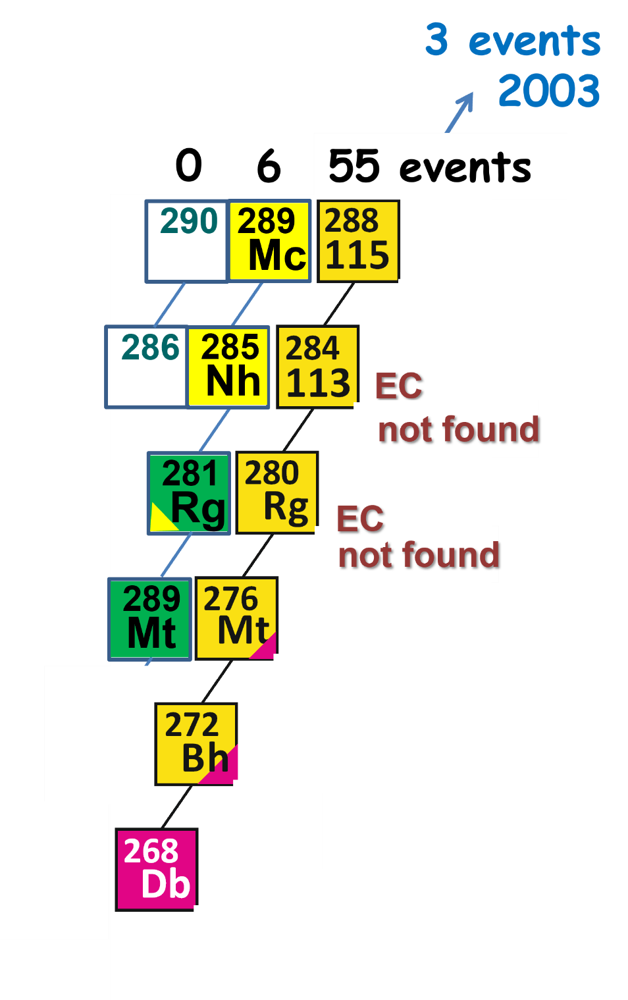 3 events
2003
0 6 55 events
290
289
Mc
288
115
286
285
Nh
284
113
EC
not found
281
Rg
280
Rg
EC
not found
289
Mt
276
Mt
272
Bh
268
Db